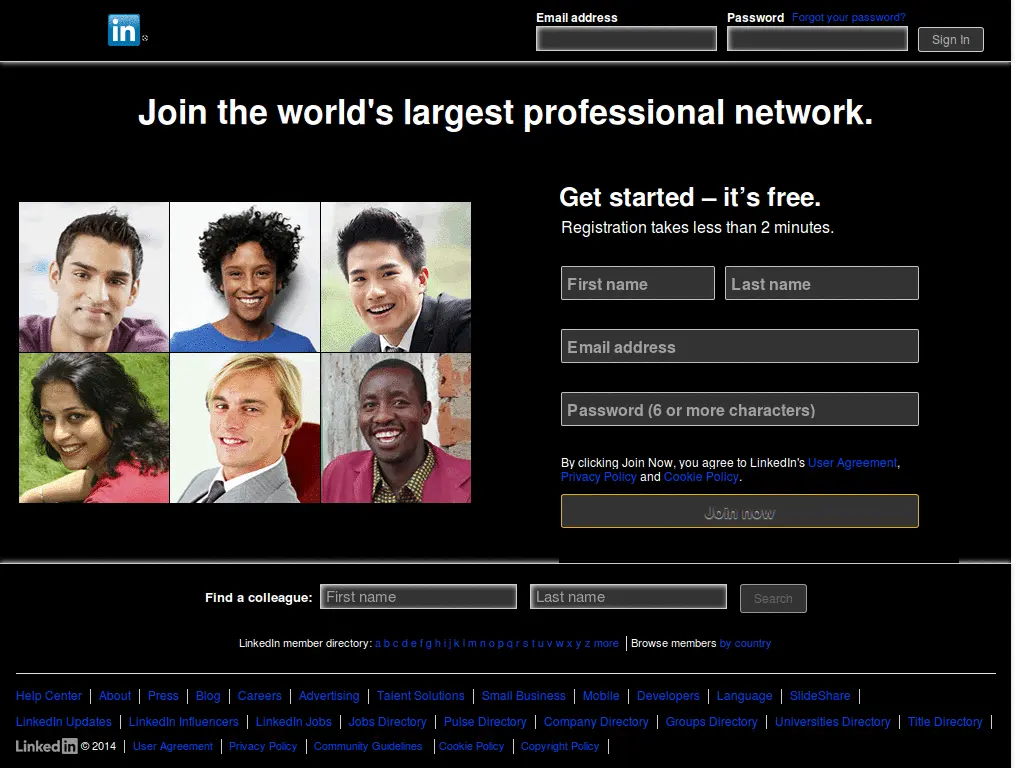 in
Email address
Password Forgot your password?
Sign In
Join the world's largest professional network.
Get started – it’s free.
Registration takes less than 2 minutes.
First name
Last name
Email address
Password (6 or more characters)
By clicking Join Now, you agree to LinkedIn's User Agreement,
Privacy Policy and Cookie Policy.
Join now
Find a colleague: First name Last name Search
LinkedIn member directory: a b c d e f g h i j k l m n o p q r s t u v w x y z more | Browse members by country
Help Center | About | Press | Blog | Careers | Advertising | Talent Solutions | Small Business | Mobile | Developers | Language | SlideShare |
LinkedIn Updates | LinkedIn Influencers | LinkedIn Jobs | Jobs Directory | Pulse Directory | Company Directory | Groups Directory | Universities Directory | Title Directory |
LinkedIn © 2014 | User Agreement | Privacy Policy | Community Guidelines | Cookie Policy | Copyright Policy |